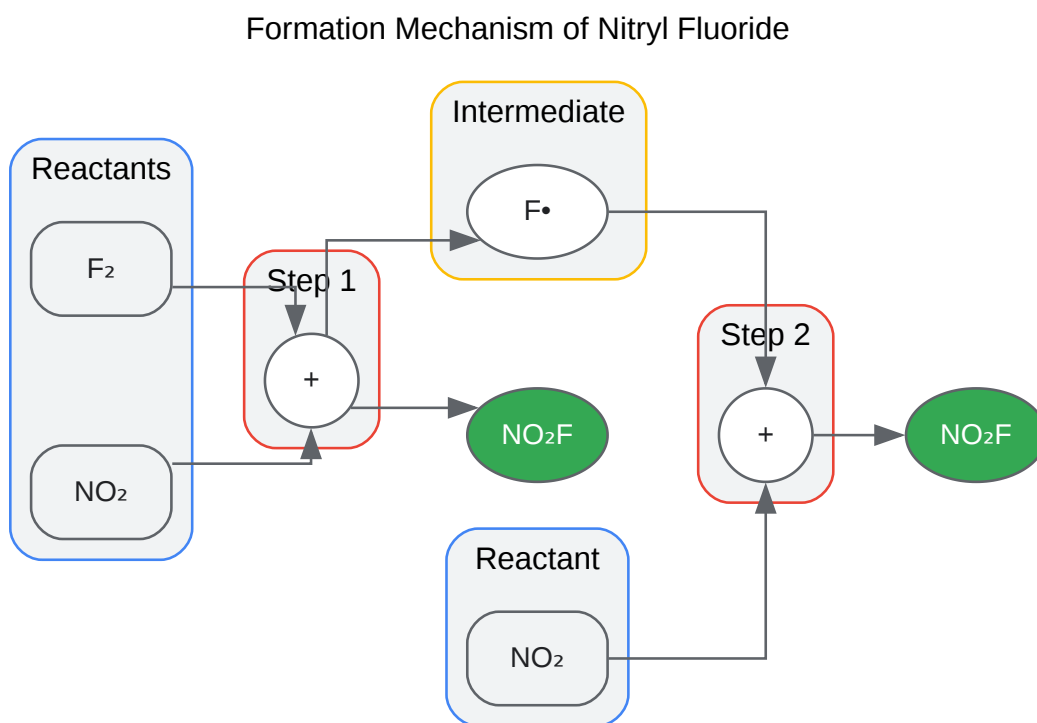 Formation Mechanism of Nitryl Fluoride
Reactants
F₂
NO₂
Step 1
+
Intermediate
F•
NO₂F
Reactant
NO₂
Step 2
+
NO₂F